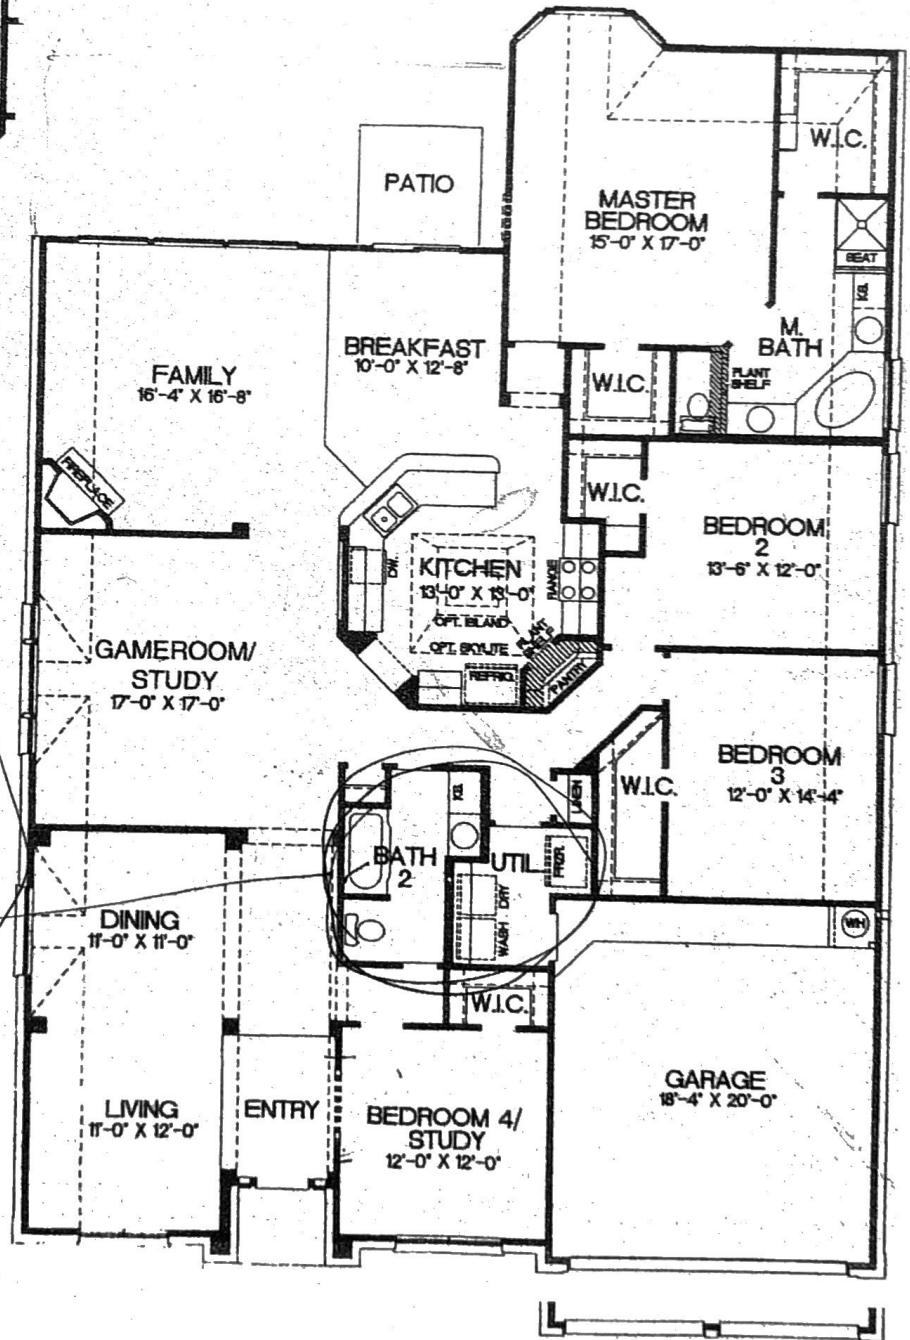 W.I.C.
PATIO
MASTER
BEDROOM
15'-0" X 17'-0"
SEAT
K.S.
M.
BATH
BREAKFAST
10'-0" X 12'-8"
FAMILY
16'-4" X 16'-8"
W.I.C.
PLANT
SHELF
FIREPLACE
W.I.C.
BEDROOM
2
13'-6" X 12'-0"
D.W.
KITCHEN
13'-0" X 13'-0"
RANGE
OPT. ISLAND
OPT. SKYLITE
PLANT
SHELF
GAMEROOM/
STUDY
17'-0" X 17'-0"
REFRIG.
PANTRY
BEDROOM
3
12'-0" X 14'-4"
W.I.C.
K.S.
LINEN
BATH
2
UTIL.
FRZR.
DRY
WASH
DINING
11'-0" X 11'-0"
WH
W.I.C.
GARAGE
18'-4" X 20'-0"
LIVING
11'-0" X 12'-0"
ENTRY
BEDROOM 4/
STUDY
12'-0" X 12'-0"